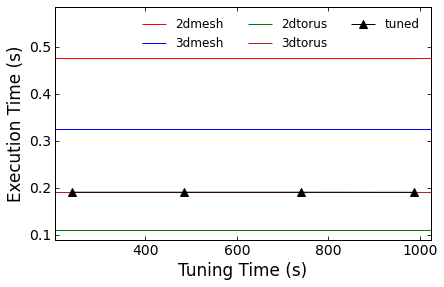 2dmesh 2dtorus tuned
3dmesh 3dtorus
0.5
0.4
0.3
0.2
0.1
400 600 800 1000
Execution Time (s)
Tuning Time (s)